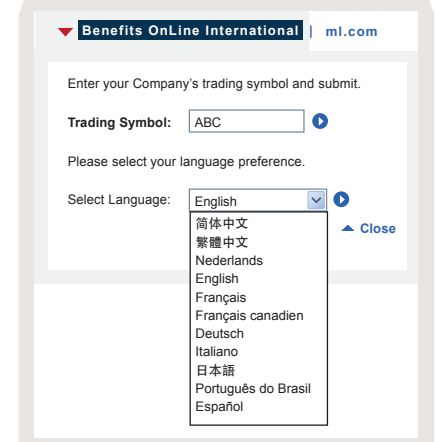 Benefits OnLine International | ml.com
Enter your Company's trading symbol and submit.
Trading Symbol: ABC
Please select your language preference.
Select Language: English
简体中文
Close
繁體中文
Nederlands
English
Français
Français canadien
Deutsch
Italiano
日本語
Português do Brasil
Español